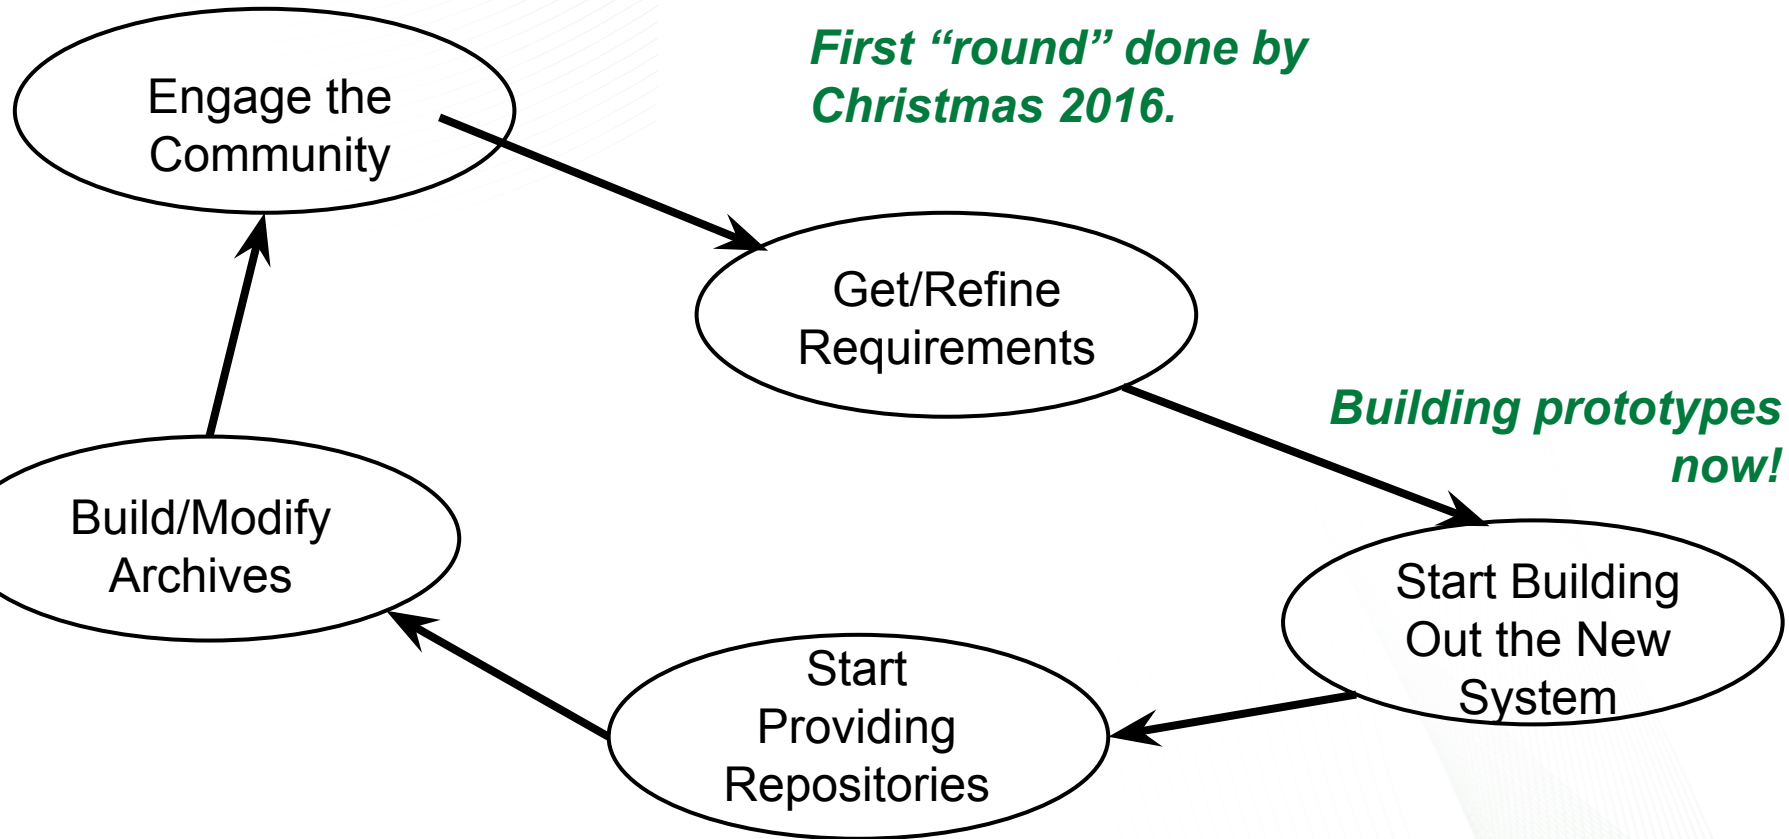 Engage the
Community
First “round” done by
Christmas 2016.
Get/Refine
Requirements
Building prototypes
now!
Start Building
Out the New
System
Start
Providing
Repositories
Build/Modify
Archives